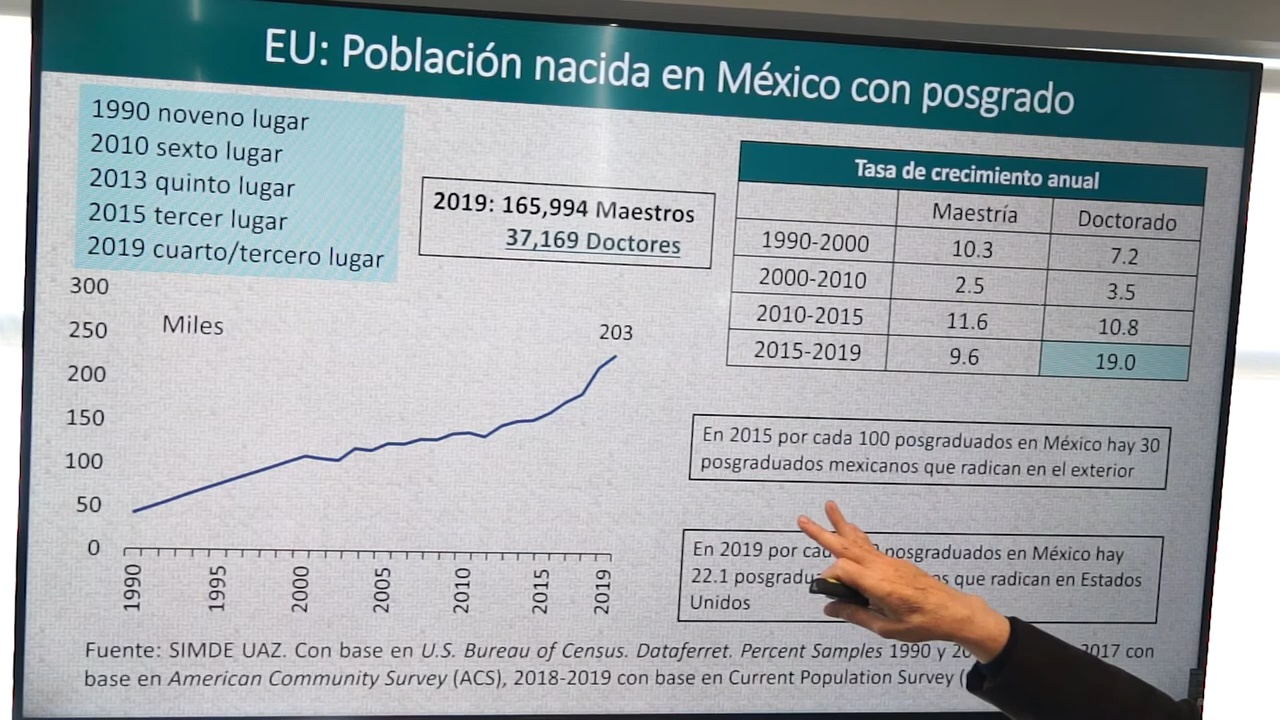 EU: Población nacida en México con posgrado
1990 noveno lugar
2010 sexto lugar
2013 quinto lugar
2015 tercer lugar
2019 cuarto/tercero lugar
2019: 165,994 Maestros
37,169 Doctores
Tasa de crecimiento anual
Maestría Doctorado
1990-2000 10.3 7.2
2000-2010 2.5 3.5
2010-2015 11.6 10.8
2015-2019 9.6 19.0
300
250
200
150
100
50
0
Miles
203
1990 1995 2000 2005 2010 2015 2019
En 2015 por cada 100 posgraduados en México hay 30
posgraduados mexicanos que radican en el exterior
En 2019 por posgraduados en México hay
22.1 que radican en Estados
Unidos
Fuente: SIMDE UAZ. Con base en U.S. Bureau of Census. Dataferret. Percent Samples 1990 y 2017 con
base en American Community Survey (ACS), 2018-2019 con base en Current Population Survey (